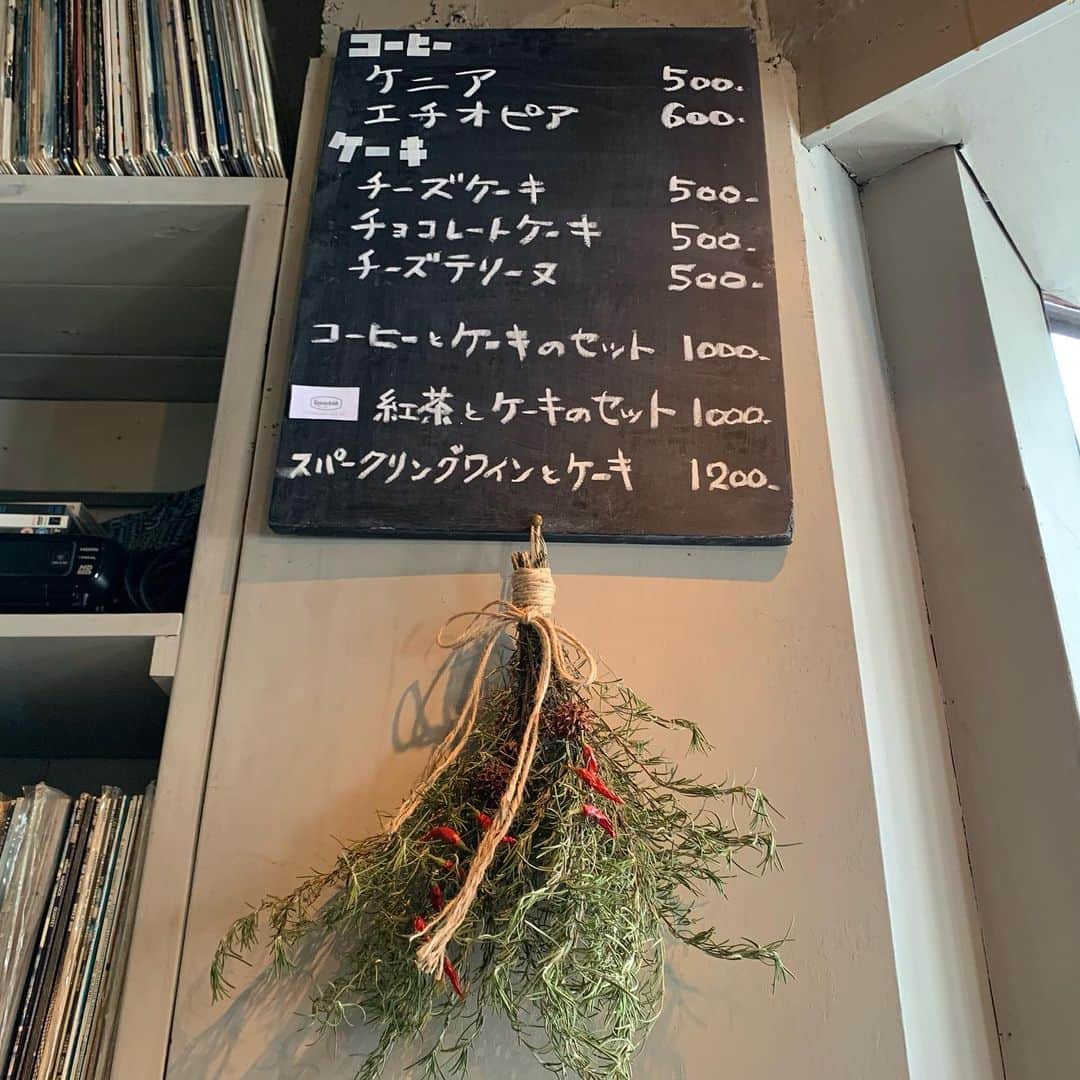 コーヒー
ケニア 500.
エチオピア 600.
ケーキ
チーズケーキ 500-
チョコレートケーキ 500-
チーズテリーヌ 500-
コーヒーとケーキのセット 1000-
紅茶とケーキのセット 1000-
スパークリングワインとケーキ 1200-